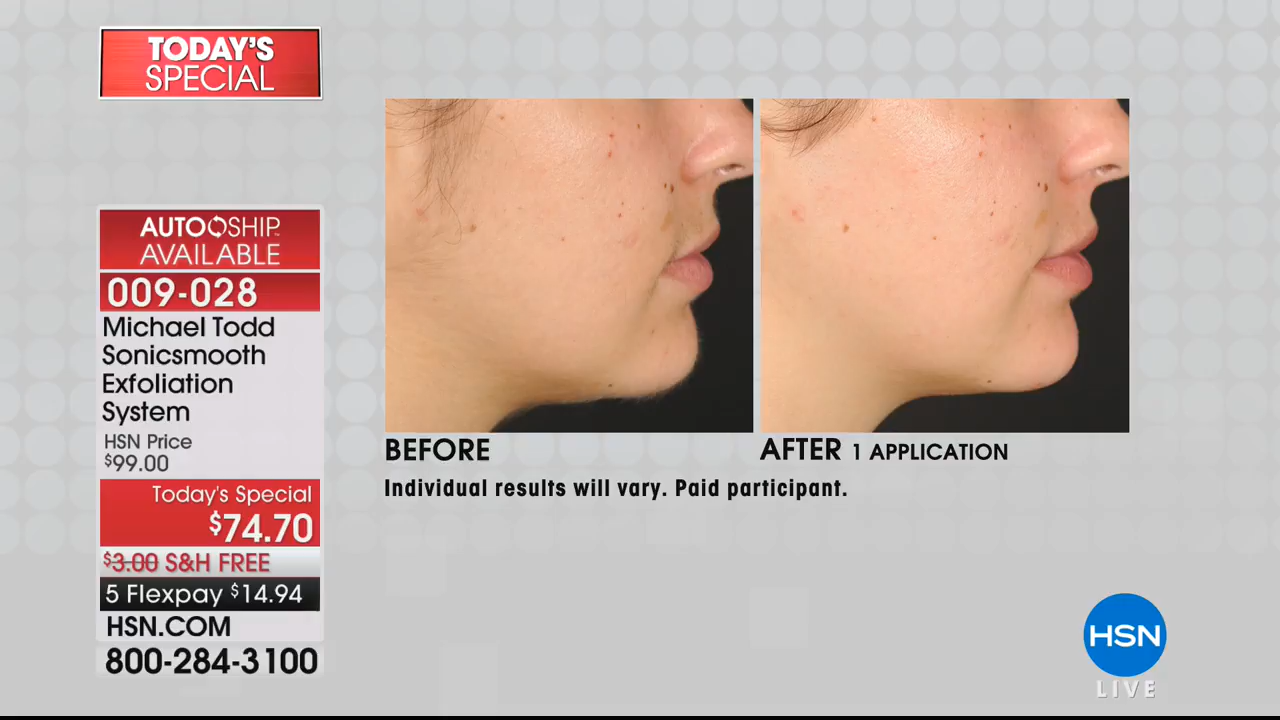 TODAY'S
SPECIAL
AUTOSHIP™
AVAILABLE
009-028
Michael Todd
Sonicsmooth
Exfoliation
System
HSN Price
$99.00
Today's Special
$74.70
$3.00 S&H FREE
5 Flexpay $14.94
HSN.COM
800-284-3100
BEFORE
AFTER 1 APPLICATION
Individual results will vary. Paid participant.
HSN
LIVE